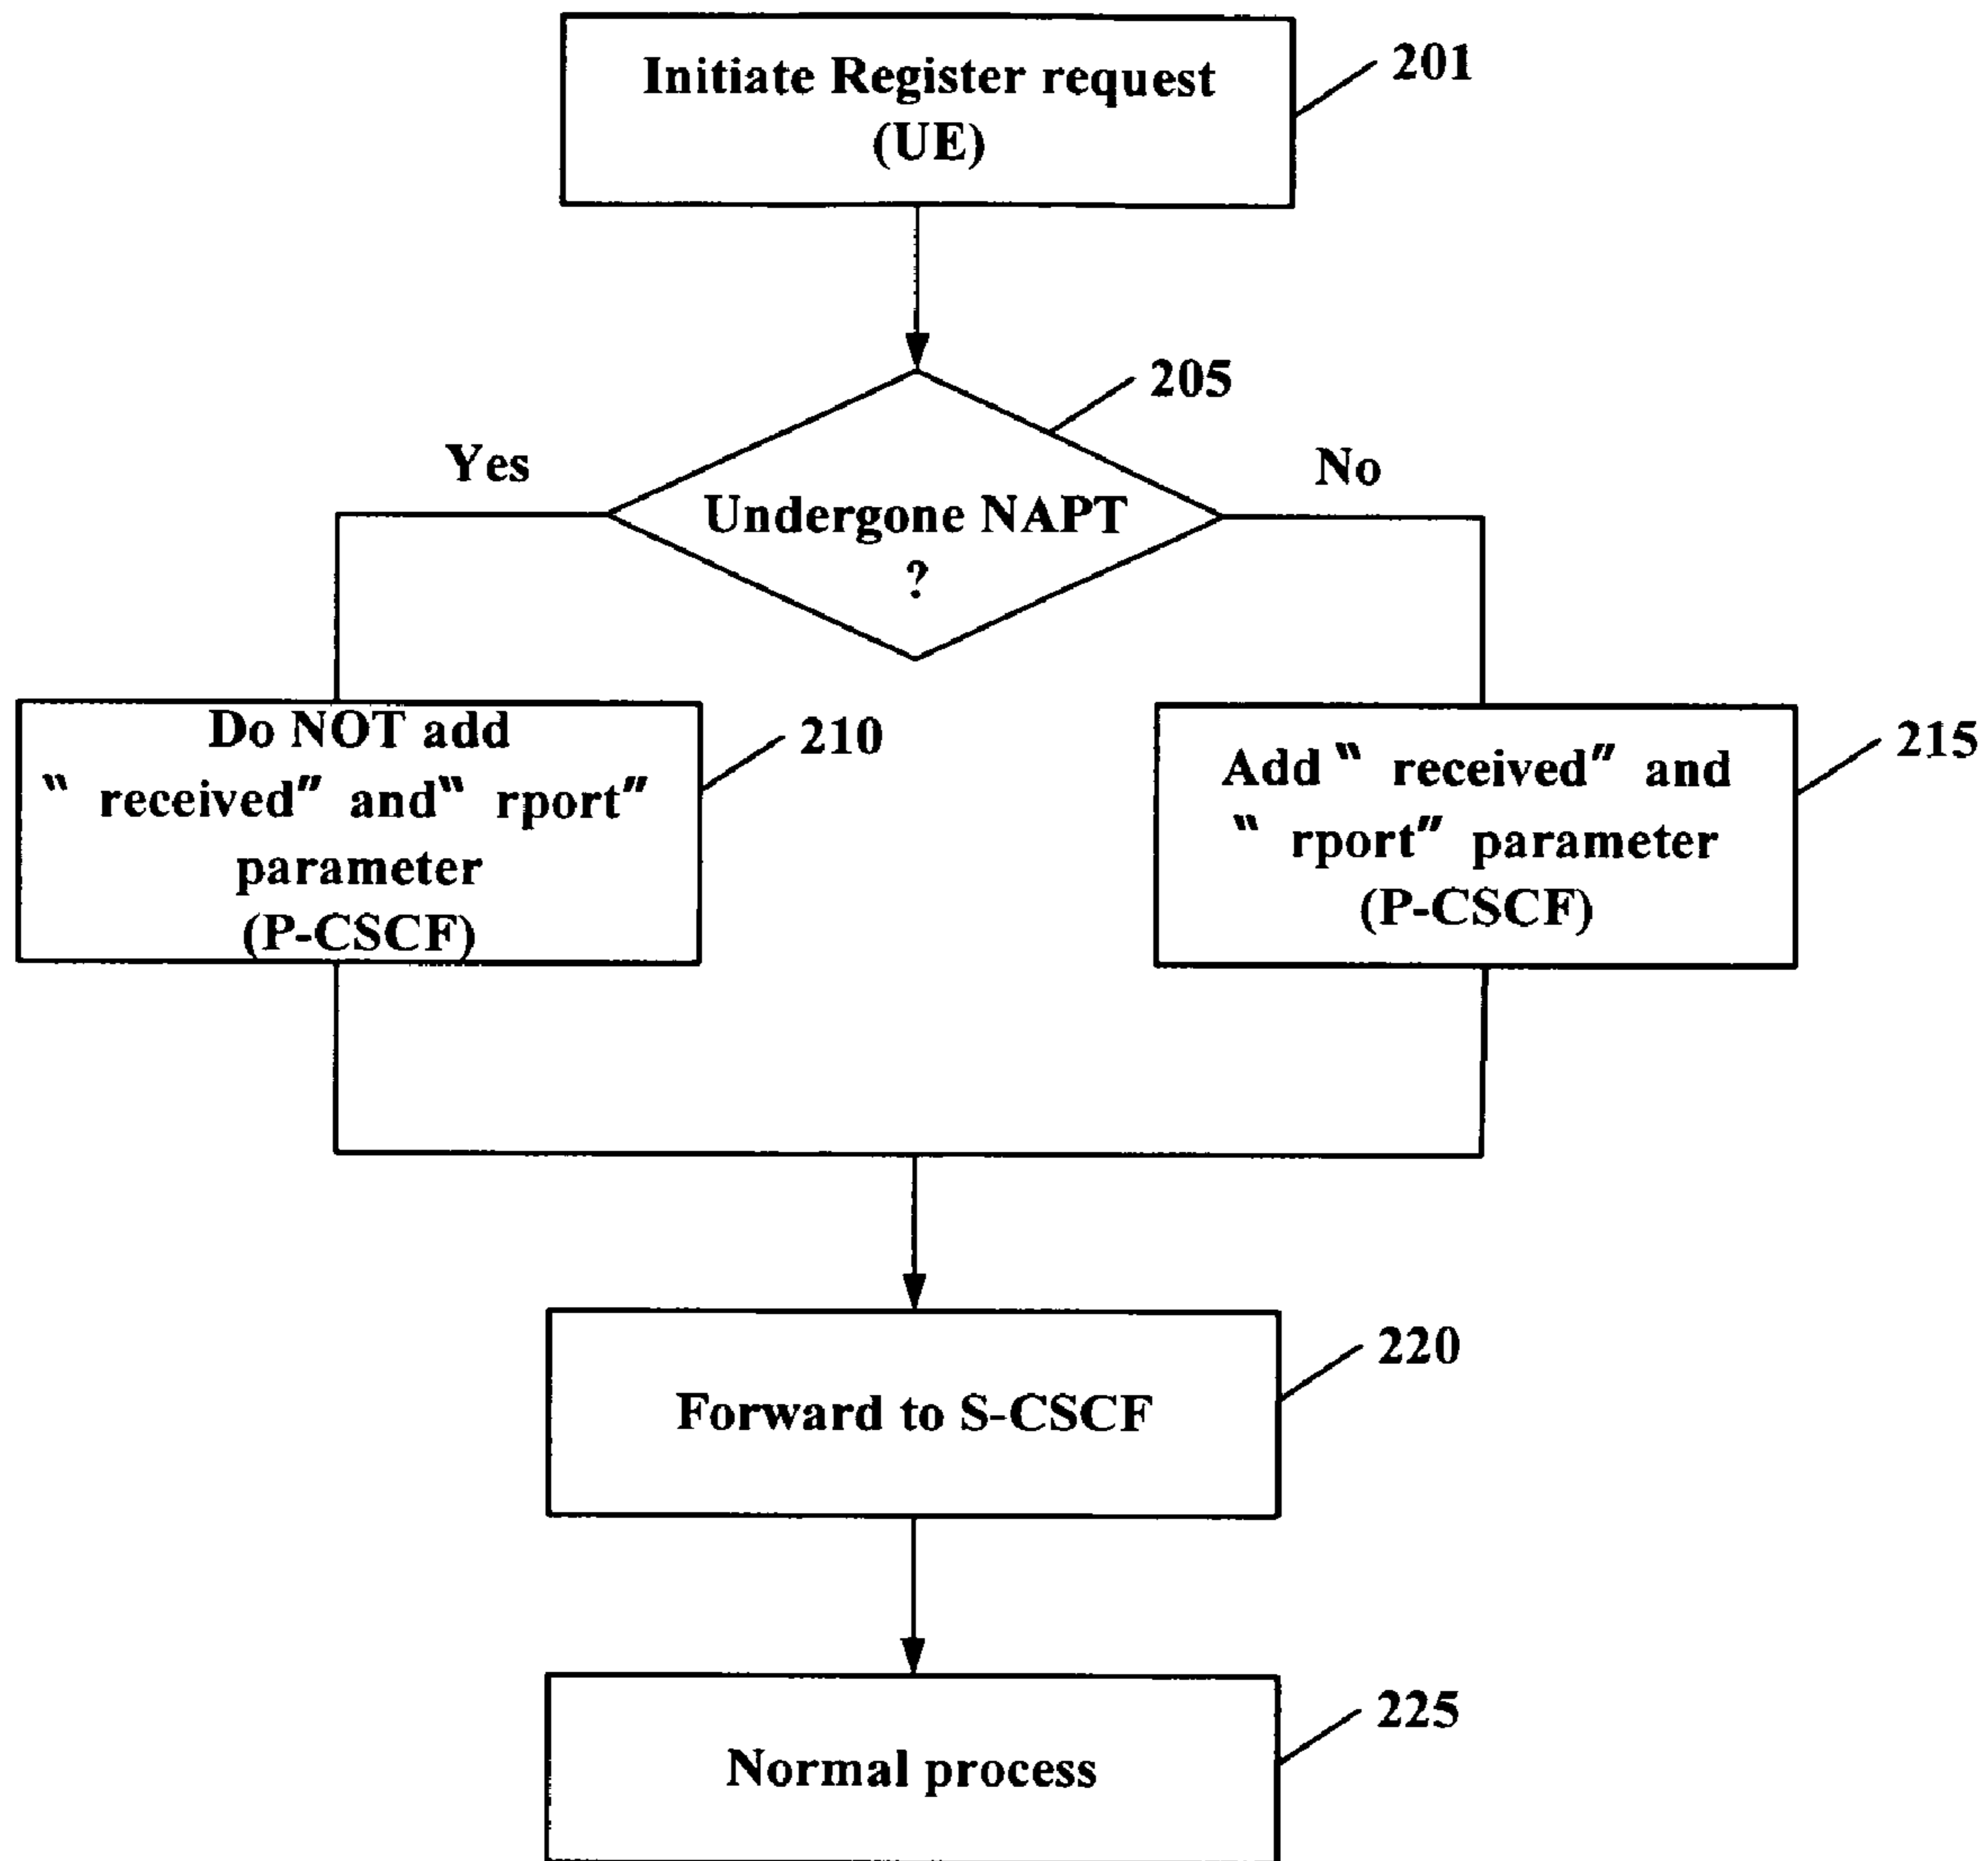 Initiate Register request
(UE)
201
205
Yes
No
Undergone NAPT
?
Do NOT add
"received" and "rport"
parameter
(P-CSCF)
210
Add "received" and
"rport" parameter
(P-CSCF)
215
220
Forward to S-CSCF
225
Normal process